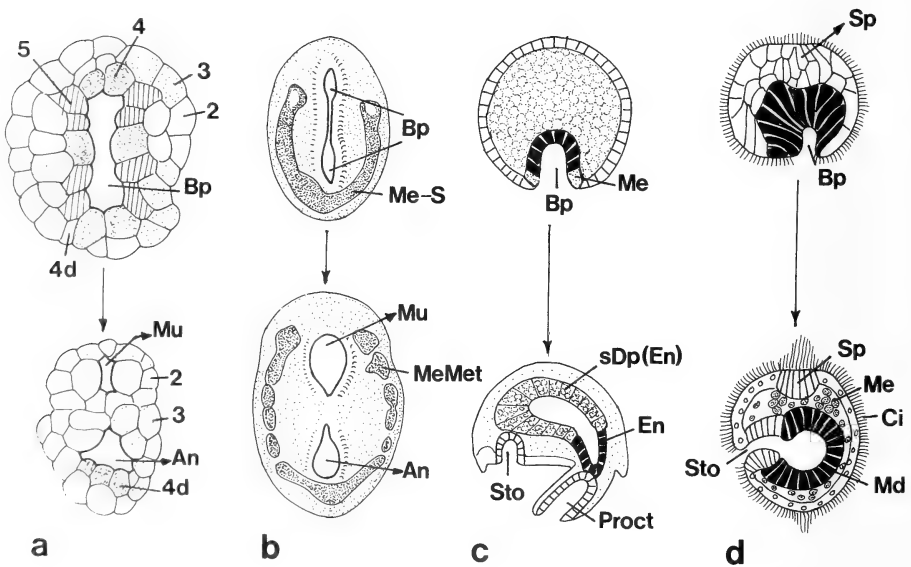 4
5
3
2
Bp
4d
Mu
2
3
An
4d
a
Bp
Me-S
Mu
MeMet
An
b
Me
Bp
sDp(En)
En
Sto
Proct
c
Sp
Bp
Sp
Me
Ci
Sto
Md
d